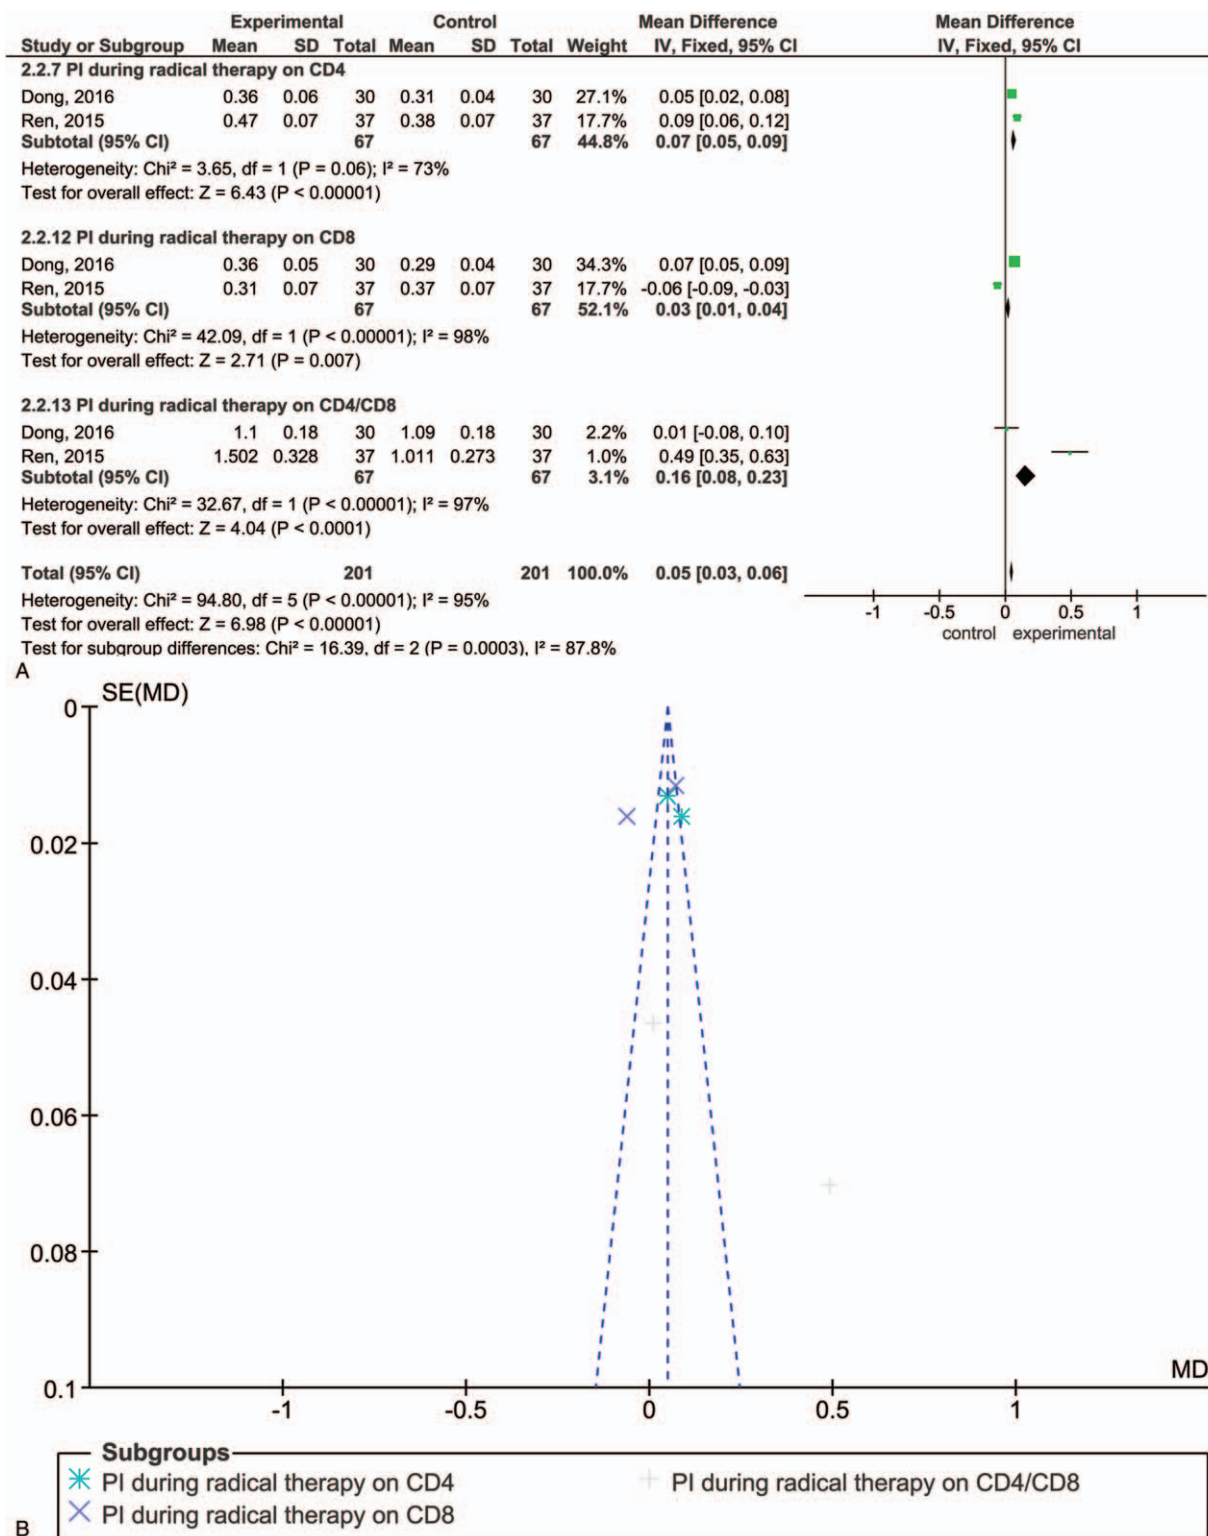 Experimental Control Mean Difference Mean Difference
Study or Subgroup Mean SD Total Mean SD Total Weight IV, Fixed, 95% CI IV, Fixed, 95% CI
2.2.7 PI during radical therapy on CD4
Dong, 2016 0.36 0.06 30 0.31 0.04 30 27.1% 0.05 [0.02, 0.08]
Ren, 2015 0.47 0.07 37 0.38 0.07 37 17.7% 0.09 [0.06, 0.12]
Subtotal (95% CI) 67 67 44.8% 0.07 [0.05, 0.09]
Heterogeneity: Chi² = 3.65, df = 1 (P = 0.06); I² = 73%
Test for overall effect: Z = 6.43 (P < 0.00001)
2.2.12 PI during radical therapy on CD8
Dong, 2016 0.36 0.05 30 0.29 0.04 30 34.3% 0.07 [0.05, 0.09]
Ren, 2015 0.31 0.07 37 0.37 0.07 37 17.7% -0.06 [-0.09, -0.03]
Subtotal (95% CI) 67 67 52.1% 0.03 [0.01, 0.04]
Heterogeneity: Chi² = 42.09, df = 1 (P < 0.00001); I² = 98%
Test for overall effect: Z = 2.71 (P = 0.007)
2.2.13 PI during radical therapy on CD4/CD8
Dong, 2016 1.1 0.18 30 1.09 0.18 30 2.2% 0.01 [-0.08, 0.10]
Ren, 2015 1.502 0.328 37 1.011 0.273 37 1.0% 0.49 [0.35, 0.63]
Subtotal (95% CI) 67 67 3.1% 0.16 [0.08, 0.23]
Heterogeneity: Chi² = 32.67, df = 1 (P < 0.00001); I² = 97%
Test for overall effect: Z = 4.04 (P < 0.0001)
Total (95% CI) 201 201 100.0% 0.05 [0.03, 0.06]
Heterogeneity: Chi² = 94.80, df = 5 (P < 0.00001); I² = 95%
Test for overall effect: Z = 6.98 (P < 0.00001)
Test for subgroup differences: Chi² = 16.39, df = 2 (P = 0.0003), I² = 87.8%
-1 -0.5 0 0.5 1
control experimental
A
SE(MD)
0
0.02
0.04
0.06
0.08
0.1
MD
-1 -0.5 0 0.5 1
Subgroups
PI during radical therapy on CD4
PI during radical therapy on CD4/CD8
PI during radical therapy on CD8
B